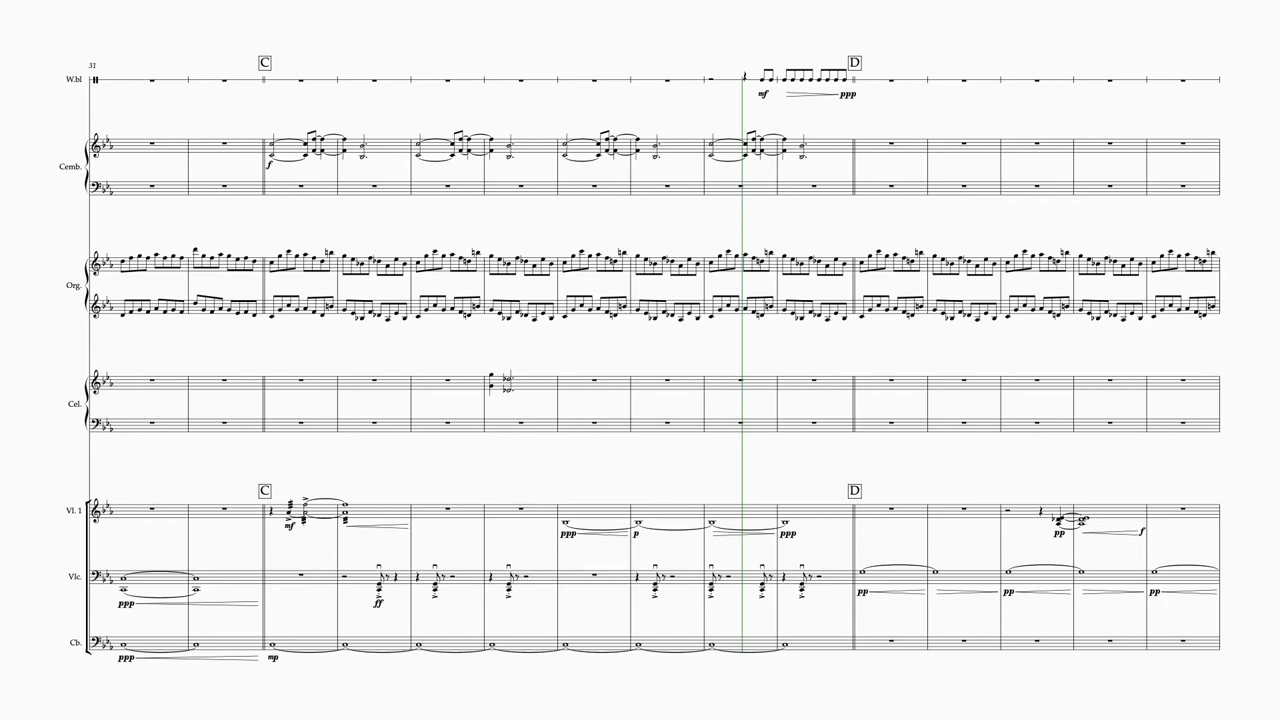 31
C
D
W.bl
mf
ppp
Cemb.
f
Org.
Cel.
C
D
Vl. 1
mf
ppp
p
ppp
pp
f
Vlc.
ppp
ff
pp
pp
pp
Cb.
ppp
mp